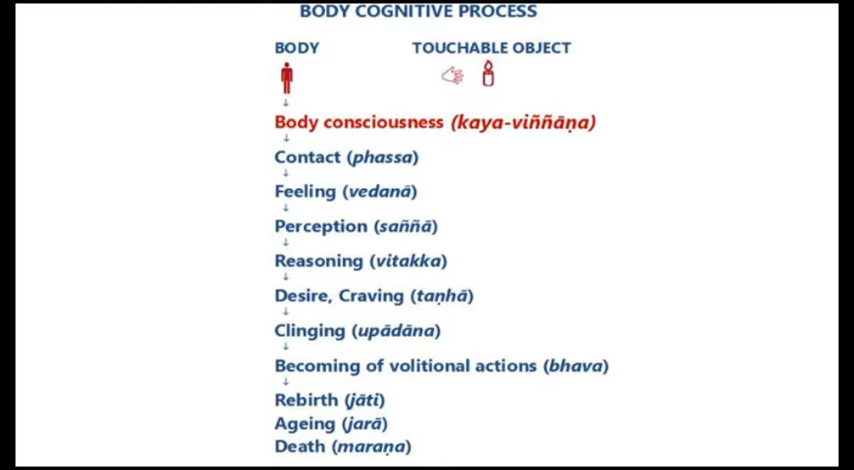 BODY COGNITIVE PROCESS
BODY TOUCHABLE OBJECT
Body consciousness (kaya-viññāṇa)
Contact (phassa)
Feeling (vedanā)
Perception (saññā)
Reasoning (vitakka)
Desire, Craving (taṇhā)
Clinging (upādāna)
Becoming of volitional actions (bhava)
Rebirth (jāti)
Ageing (jarā)
Death (maraṇa)